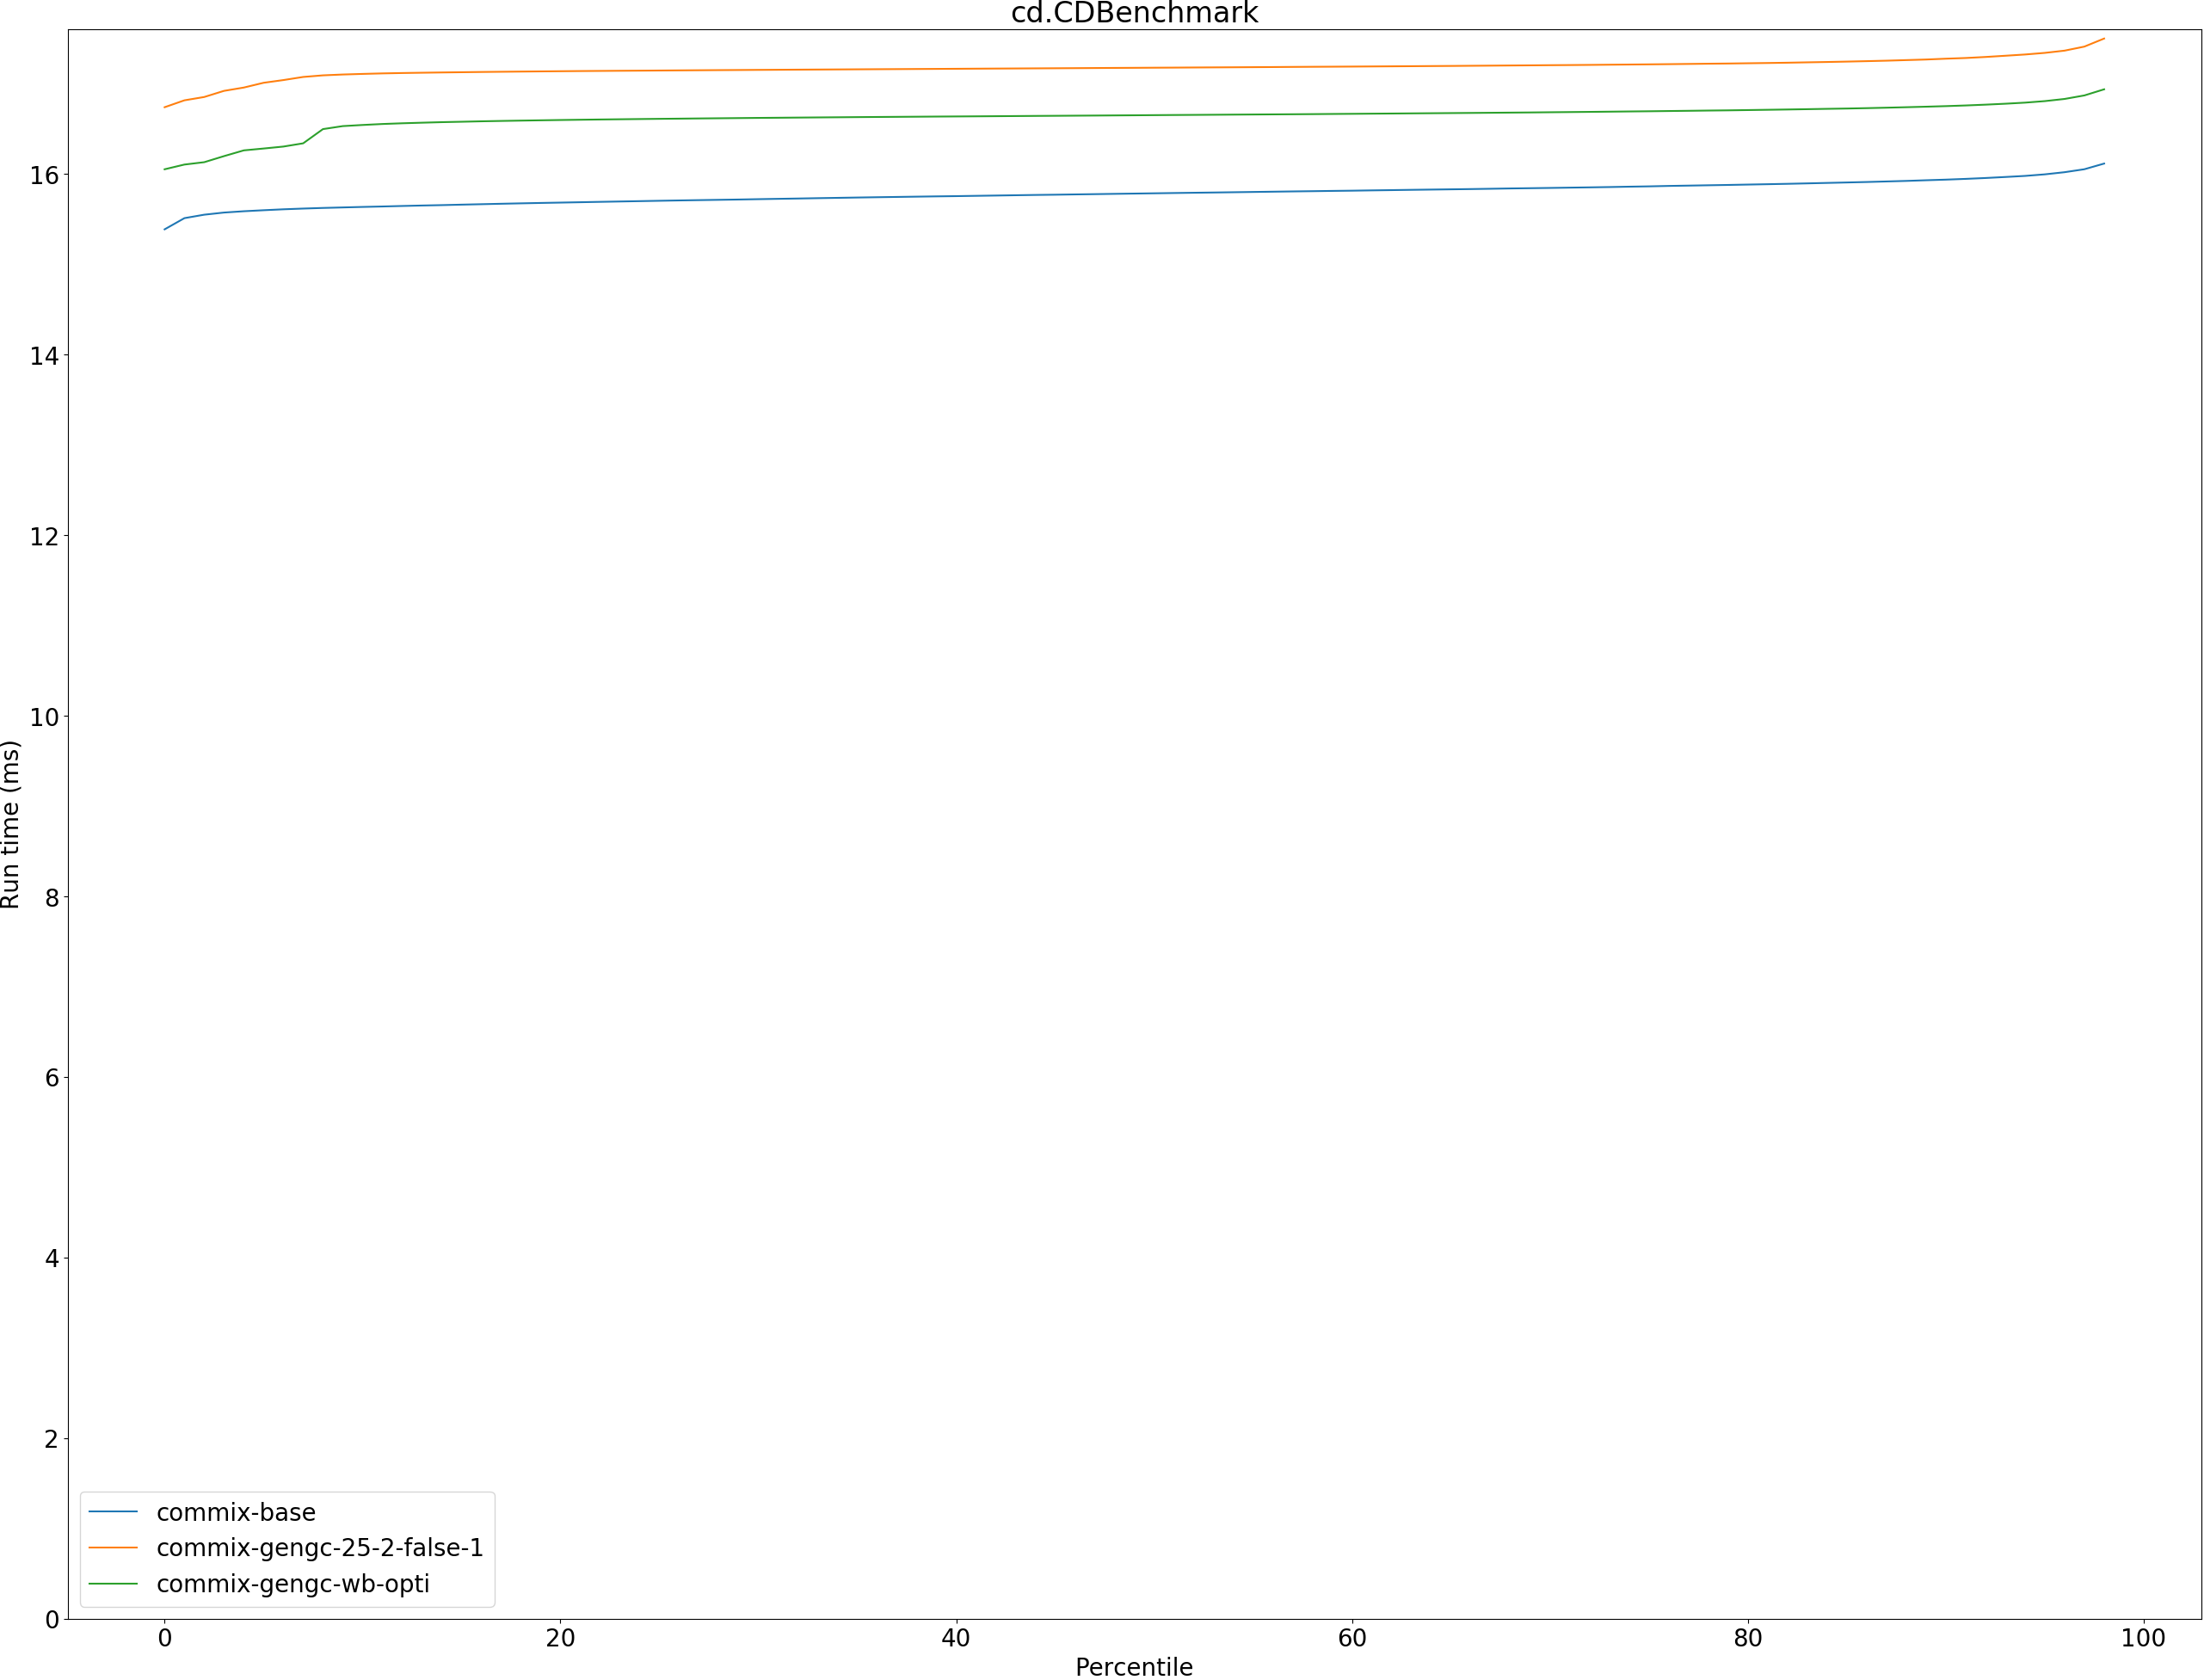 cd.CDBenchmark
Run time (ms)
16
14
12
10
8
6
4
2
0
commix-base
commix-gengc-25-2-false-1
commix-gengc-wb-opti
0 20 40 60 80 100
Percentile